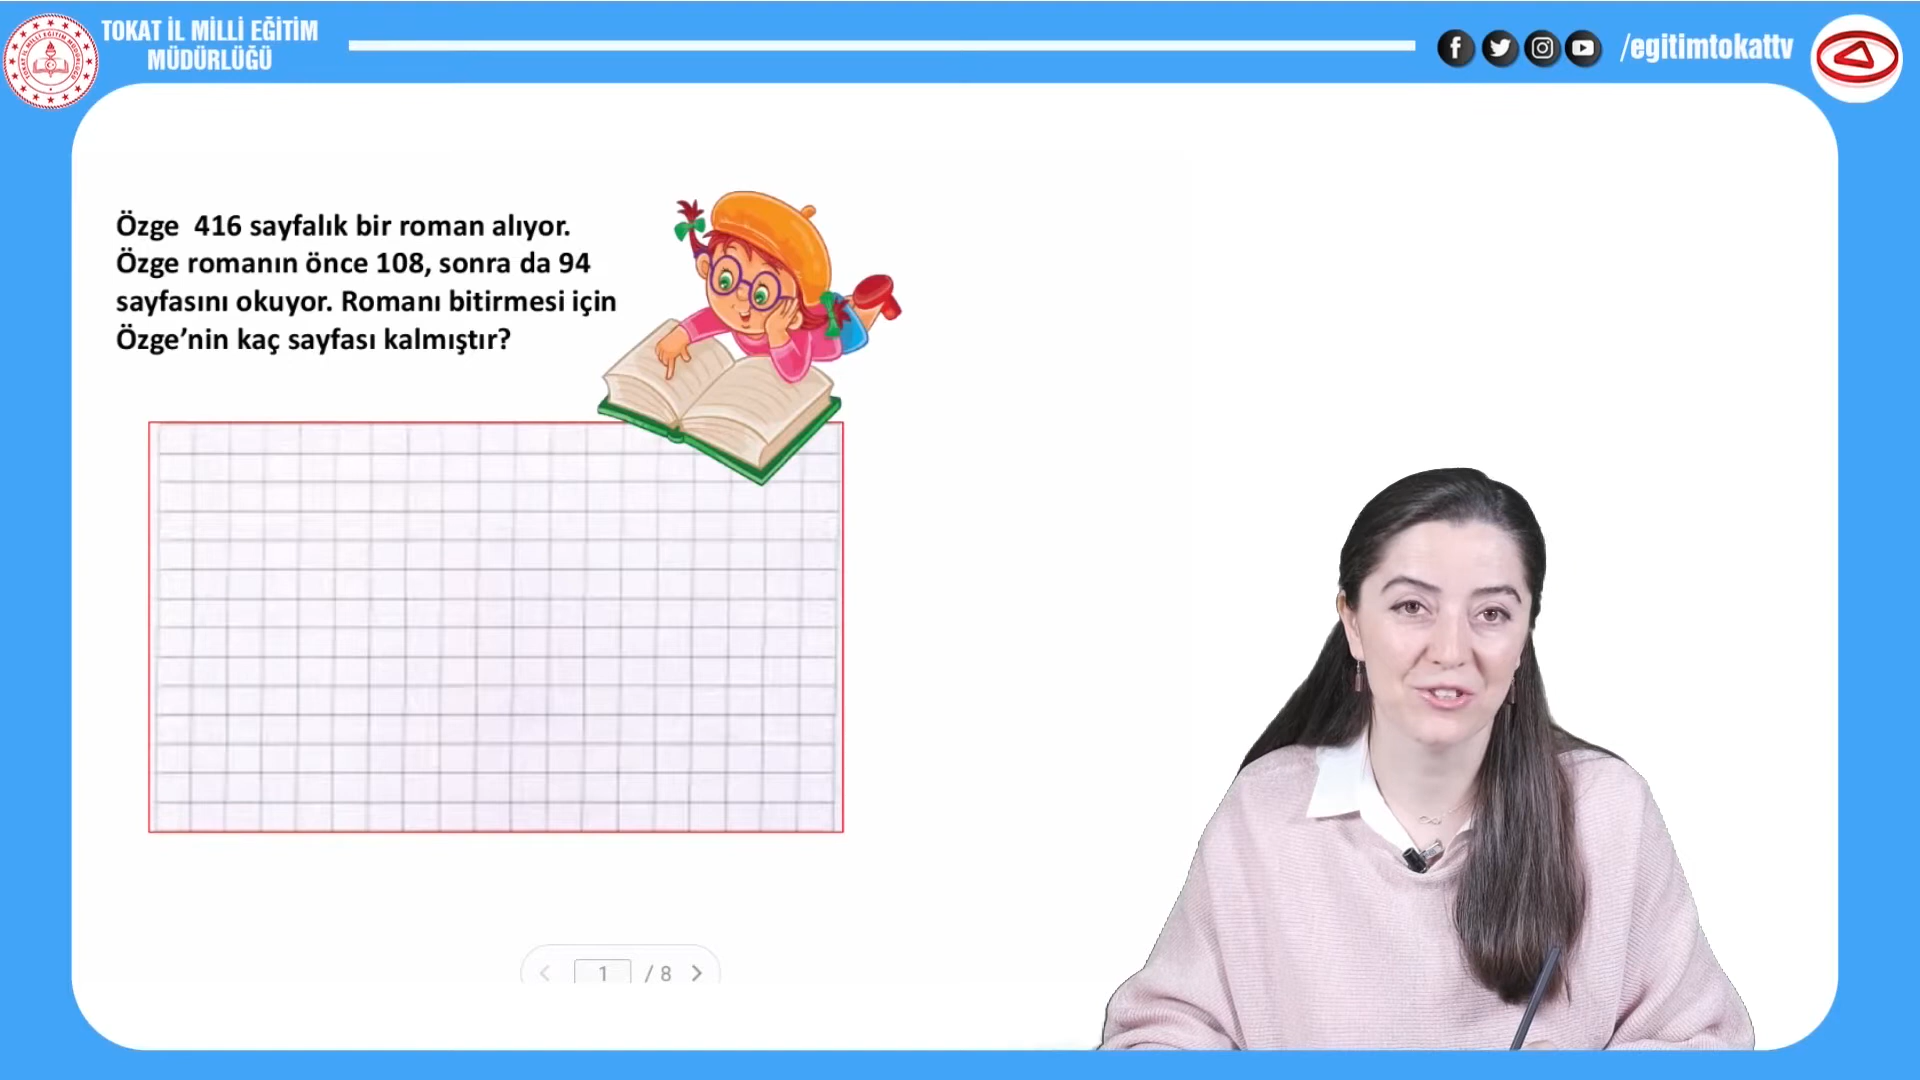 TOKAT İL MİLLİ EĞİTİM
MÜDÜRLÜĞÜ
/egitimtokattv
Özge 416 sayfalık bir roman alıyor.
Özge romanın önce 108, sonra da 94
sayfasını okuyor. Romanı bitirmesi için
Özge’nin kaç sayfası kalmıştır?
1 / 8